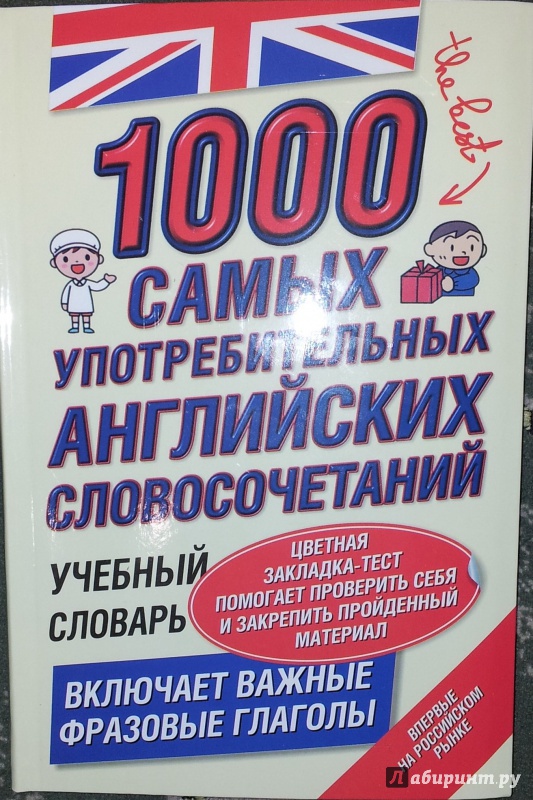 the best
1000
САМЫХ
УПОТРЕБИТЕЛЬНЫХ
АНГЛИЙСКИХ
СЛОВОСОЧЕТАНИЙ
УЧЕБНЫЙ
СЛОВАРЬ
ЦВЕТНАЯ
ЗАКЛАДКА-ТЕСТ
ПОМОГАЕТ ПРОВЕРИТЬ СЕБЯ
И ЗАКРЕПИТЬ ПРОЙДЕННЫЙ
МАТЕРИАЛ
ВКЛЮЧАЕТ ВАЖНЫЕ
ФРАЗОВЫЕ ГЛАГОЛЫ
ВПЕРВЫЕ
НА РОССИЙСКОМ
РЫНКЕ
Лабиринт.ру